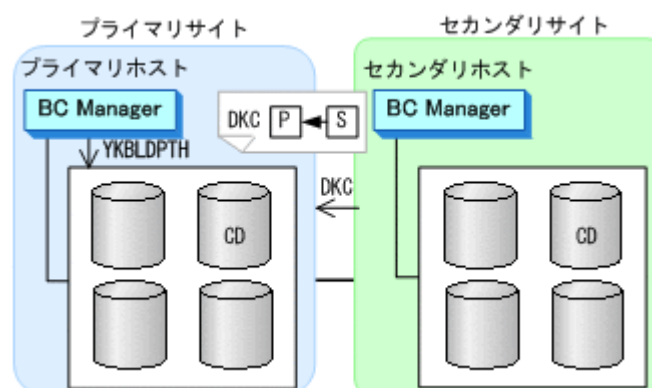 プライマリサイト
セカンダリサイト
プライマリホスト
セカンダリホスト
BC Manager
DKC P S
BC Manager
YKBLDPTH
DKC
CD
CD